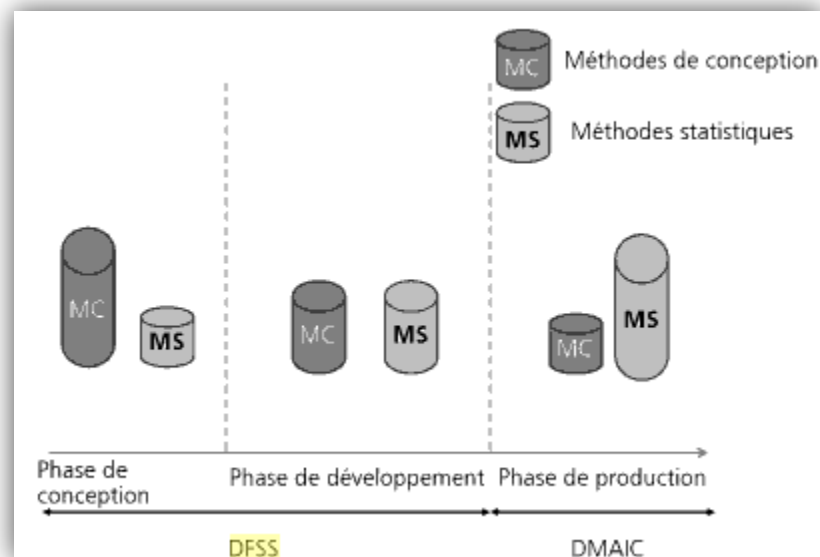 MC Méthodes de conception
MS Méthodes statistiques
MC
MS
MC
MS
MC
MS
Phase de
conception
Phase de développement
Phase de production
DFSS
DMAIC